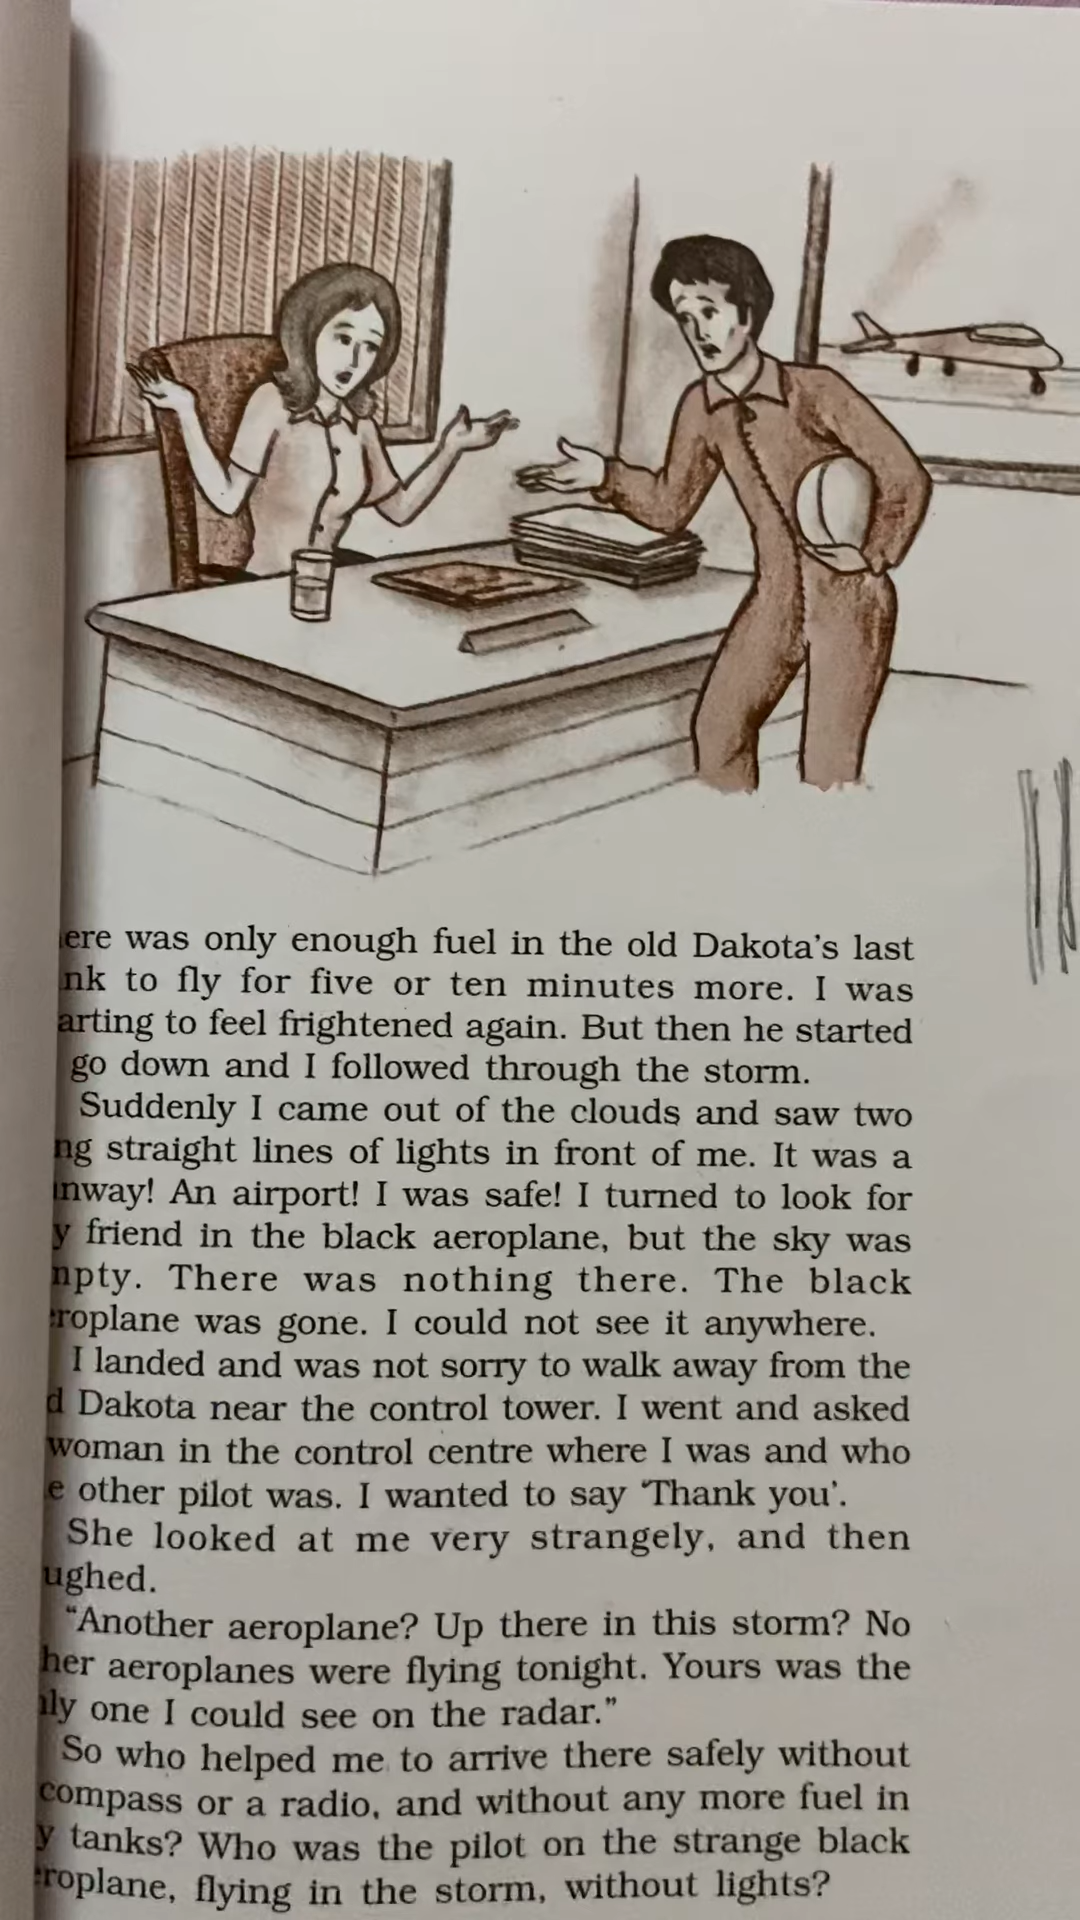 ere was only enough fuel in the old Dakota's last
nk to fly for five or ten minutes more. I was
arting to feel frightened again. But then he started
go down and I followed through the storm.
Suddenly I came out of the clouds and saw two
ng straight lines of lights in front of me. It was a
nway! An airport! I was safe! I turned to look for
y friend in the black aeroplane, but the sky was
npty. There was nothing there. The black
roplane was gone. I could not see it anywhere.
I landed and was not sorry to walk away from the
d Dakota near the control tower. I went and asked
woman in the control centre where I was and who
e other pilot was. I wanted to say 'Thank you'.
She looked at me very strangely, and then
ughed.
"Another aeroplane? Up there in this storm? No
her aeroplanes were flying tonight. Yours was the
ly one I could see on the radar."
So who helped me to arrive there safely without
compass or a radio, and without any more fuel in
y tanks? Who was the pilot on the strange black
roplane, flying in the storm, without lights?